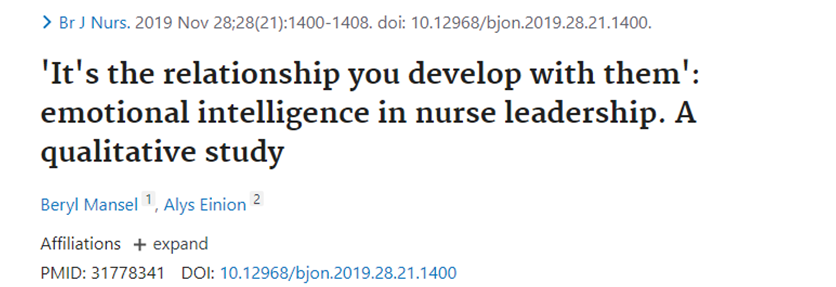 Br J Nurs. 2019 Nov 28;28(21):1400-1408. doi: 10.12968/bjon.2019.28.21.1400.
'It's the relationship you develop with them':
emotional intelligence in nurse leadership. A
qualitative study
Beryl Mansel 1, Alys Einion 2
Affiliations + expand
PMID: 31778341 DOI: 10.12968/bjon.2019.28.21.1400